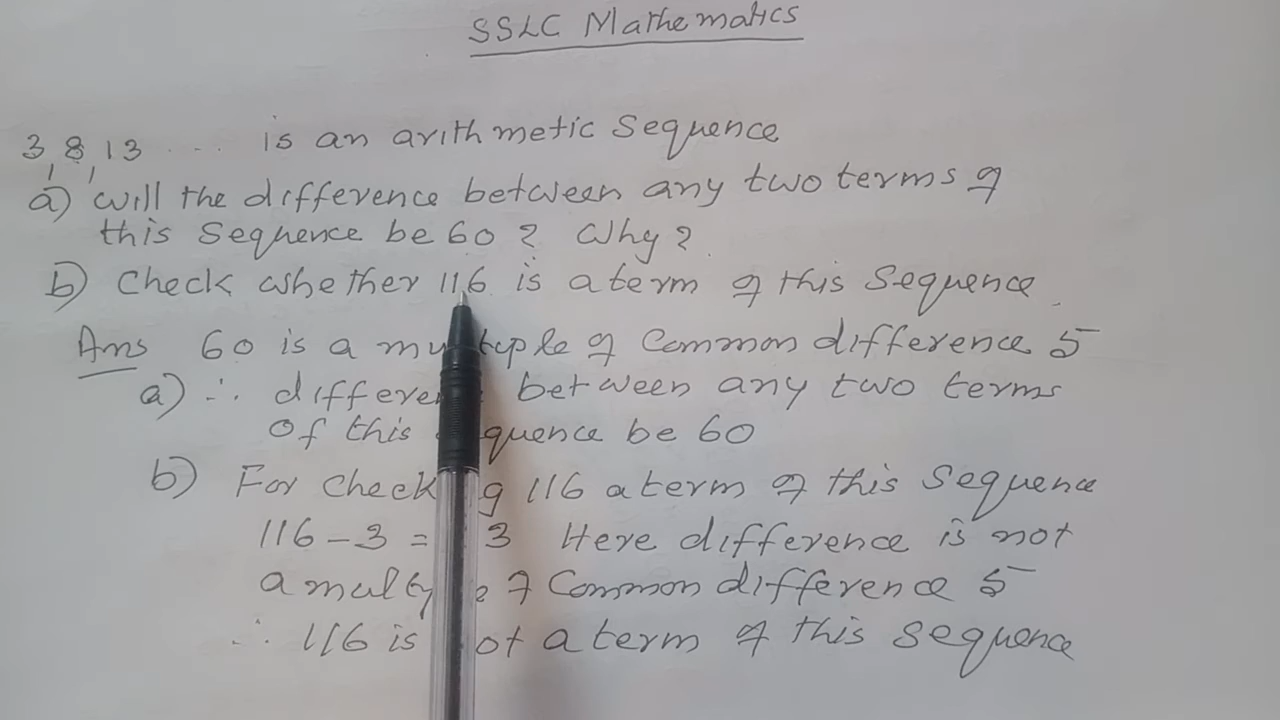 SSLC Mathematics
3, 8, 13 .... is an arithmetic Sequence
a) will the difference between any two terms of
this Sequence be 60 ? Why ?
b) Check whether 116 is a term of this Sequence.
Ans 60 is a multiple of Common difference 5
a) ∴ difference between any two terms
Of this Sequence be 60
b) For Checking 116 a term of this Sequence
116 - 3 = 3 Here difference is not
a multiple of Common difference 5
∴ 116 is not a term of this Sequence